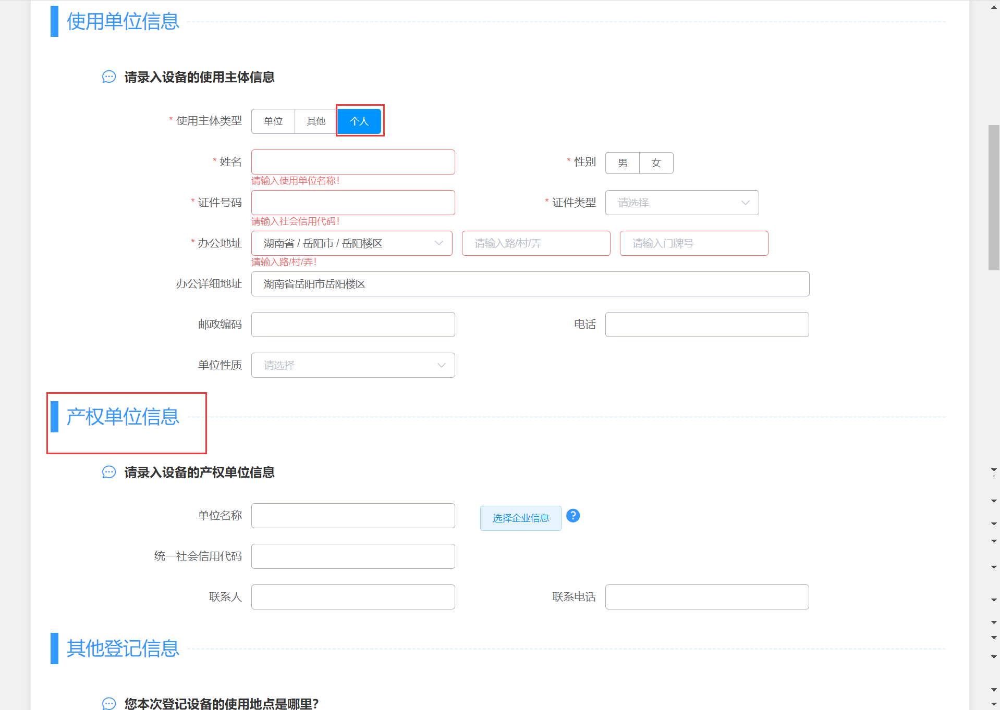 使用单位信息
请录入设备的使用主体信息
* 使用主体类型 单位 其他 个人
* 姓名 * 性别 男 女
请输入使用单位名称!
* 证件号码 * 证件类型 请选择
请输入社会信用代码!
* 办公地址 湖南省 / 岳阳市 / 岳阳楼区 请输入路/村/弄 请输入门牌号
请输入路/村/弄!
办公详细地址 湖南省岳阳市岳阳楼区
邮政编码 电话
单位性质 请选择
产权单位信息
请录入设备的产权单位信息
单位名称 选择企业信息 ?
统一社会信用代码
联系人 联系电话
其他登记信息
您本次登记设备的使用地点是哪里?